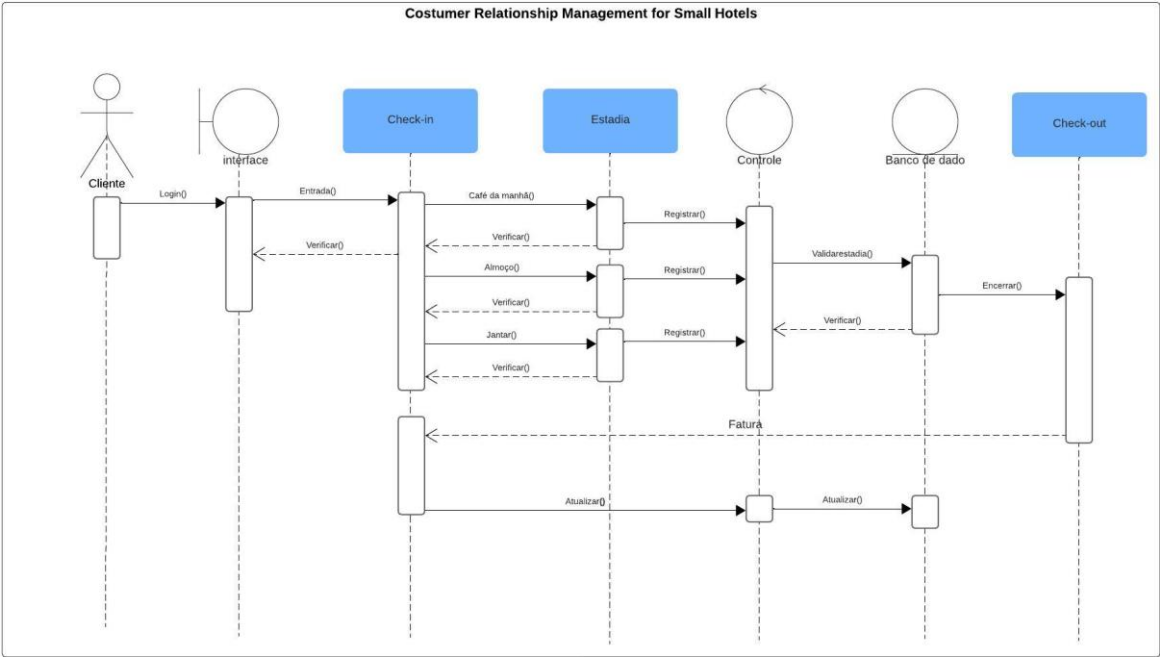 Costumer Relationship Management for Small Hotels
Check-in
Estadia
Check-out
interface
Controle
Banco de dado
Cliente
Login()
Entrada()
Café da manhã()
Registrar()
Verificar()
Verificar()
Validarestadia()
Almoço()
Registrar()
Encerrar()
Verificar()
Verificar()
Jantar()
Registrar()
Verificar()
Fatura
Atualizar()
Atualizar()